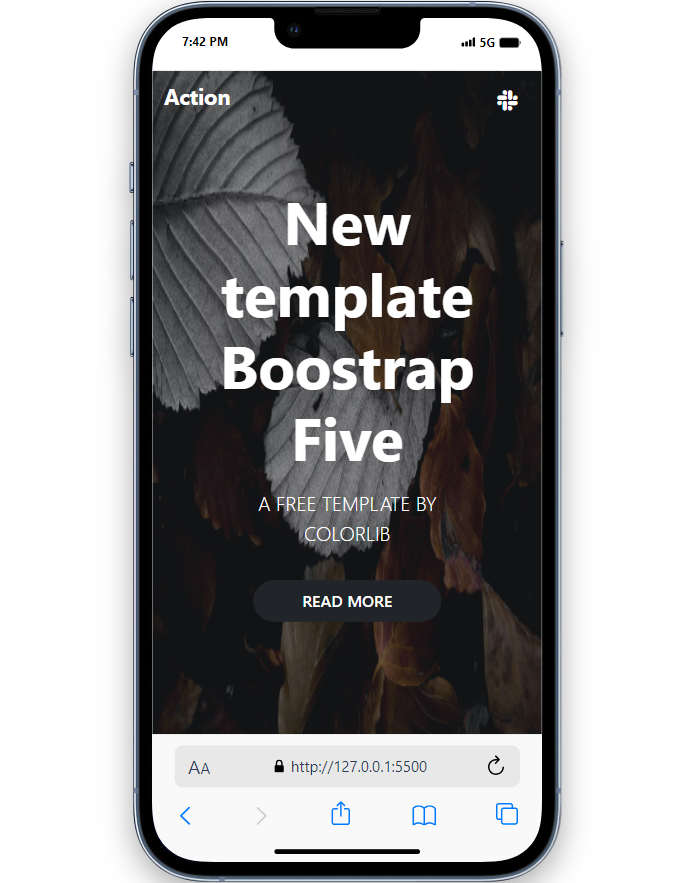 7:42 PM 5G
Action
New
template
Boostrap
Five
A FREE TEMPLATE BY
COLORLIB
READ MORE
AA http://127.0.0.1:5500